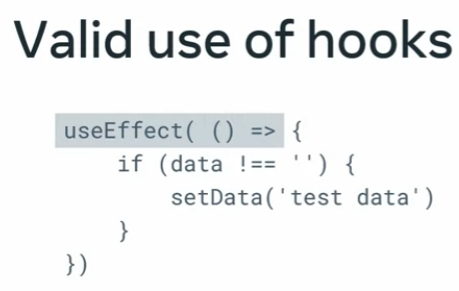 Valid use of hooks
useEffect( () => {
    if (data !== '') {
        setData('test data')
    }
})